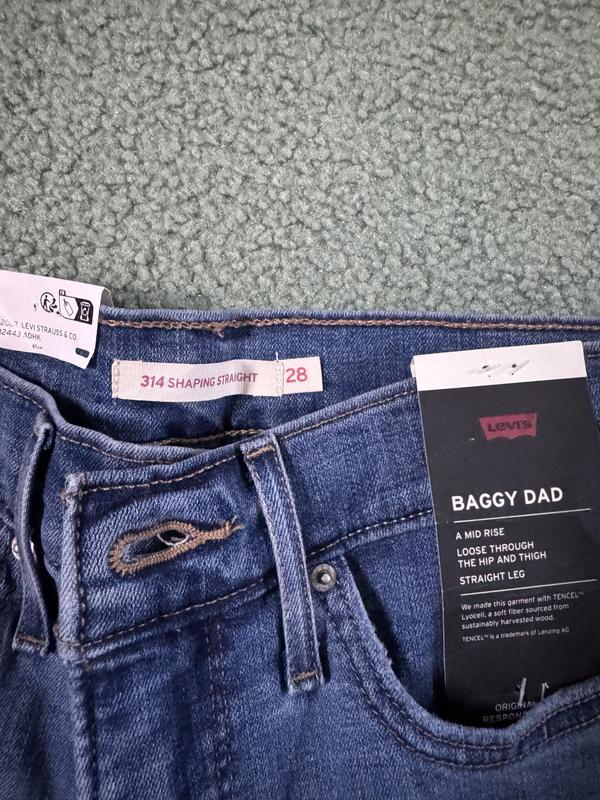 LEVI STRAUSS & CO.
314 SHAPING STRAIGHT 28
Levi's
BAGGY DAD
A MID RISE
LOOSE THROUGH
THE HIP AND THIGH
STRAIGHT LEG
We made this garment with TENCEL™
Lyocell, a soft fiber sourced from
sustainably harvested wood.
TENCEL™ is a trademark of Lenzing AG